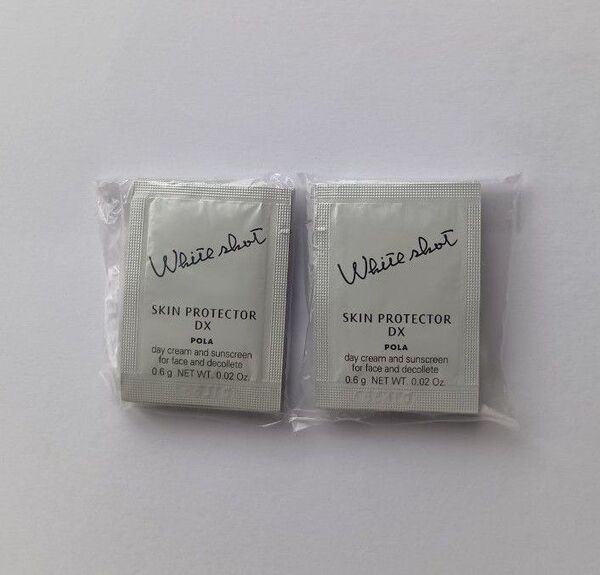 White shot
SKIN PROTECTOR
DX
POLA
day cream and sunscreen
for face and decollete
0.6 g NET WT. 0.02 Oz.
White shot
SKIN PROTECTOR
DX
POLA
day cream and sunscreen
for face and decollete
0.6 g NET WT. 0.02 Oz.